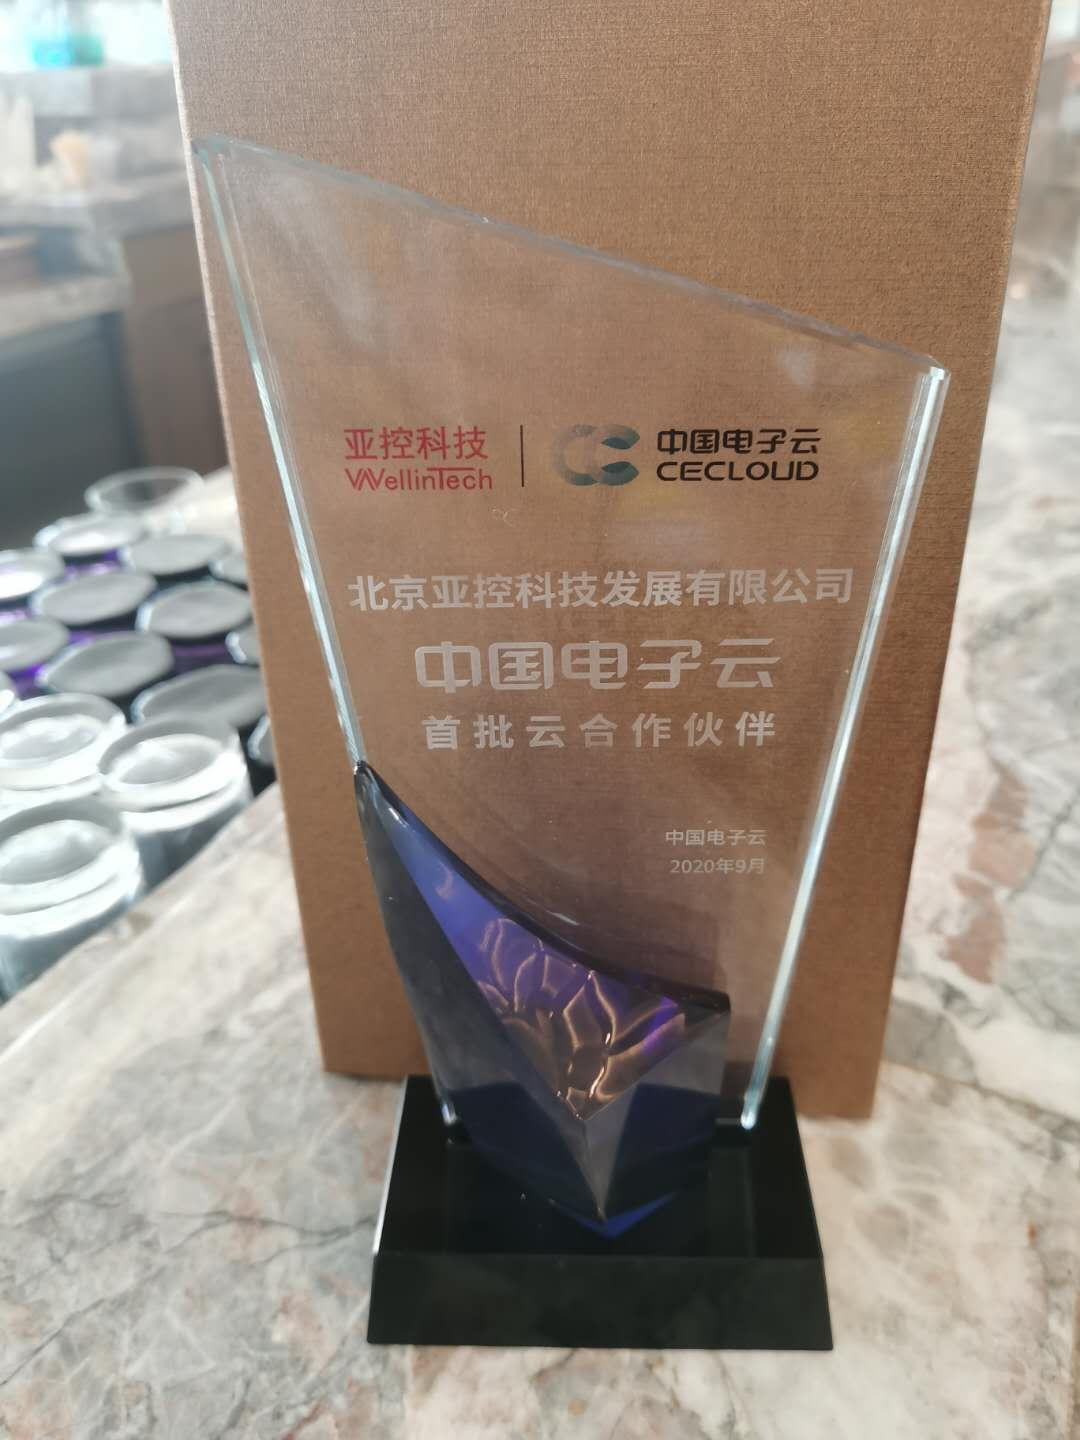 亚控科技
WellinTech
中国电子云
CECLOUD
北京亚控科技发展有限公司
中国电子云
首批云合作伙伴
中国电子云
2020年9月